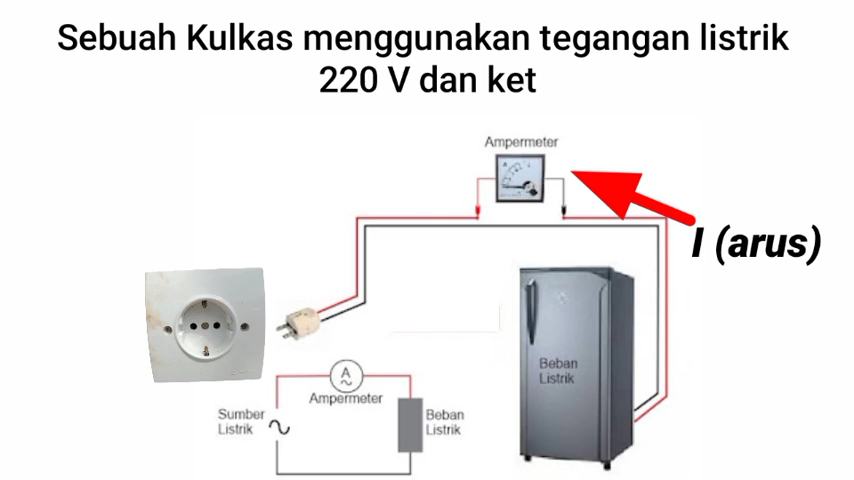 Sebuah Kulkas menggunakan tegangan listrik
220 V dan ket
Ampermeter
I (arus)
Beban
Listrik
A
Ampermeter
Sumber
Listrik
Beban
Listrik